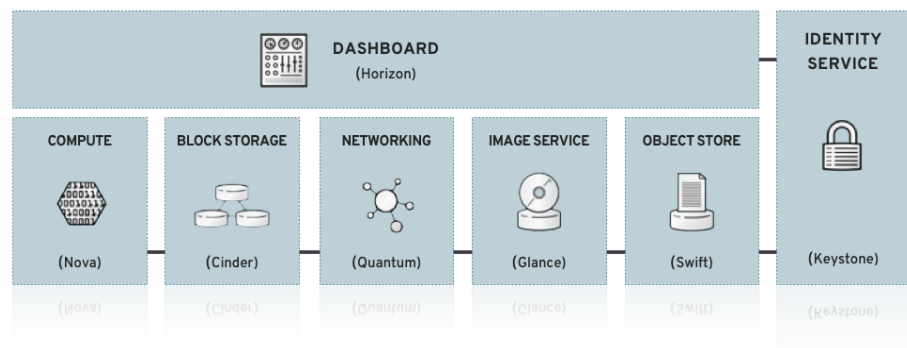 DASHBOARD
(Horizon)
IDENTITY
SERVICE
COMPUTE
BLOCK STORAGE
NETWORKING
IMAGE SERVICE
OBJECT STORE
(Nova)
(Cinder)
(Quantum)
(Glance)
(Swift)
(Keystone)